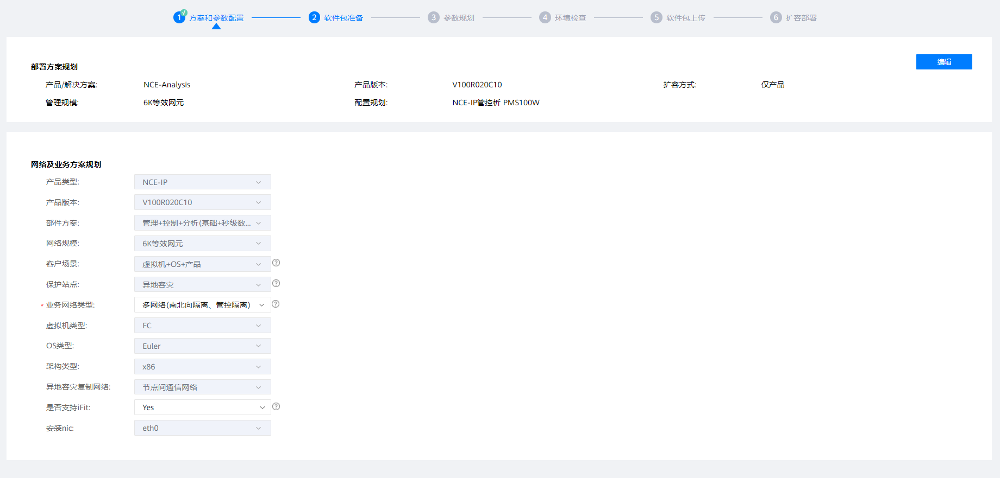 1 方案和参数配置 2 软件包准备 3 参数规划 4 环境检查 5 软件包上传 6 扩容部署
部署方案规划
编辑
产品/解决方案: NCE-Analysis 产品版本: V100R020C10 扩容方式: 仅产品
管理规模: 6K等效网元 配置规划: NCE-IP管控析 PMS100W
网络及业务方案规划
产品类型: NCE-IP
产品版本: V100R020C10
部件方案: 管理+控制+分析(基础+秒级数...
网络规模: 6K等效网元
客户场景: 虚拟机+OS+产品 ?
保护站点: 异地容灾 ?
* 业务网络类型: 多网络(南北向隔离、管控隔离) ?
虚拟机类型: FC
OS类型: Euler
架构类型: x86
异地容灾复制网络: 节点间通信网络
是否支持iFit: Yes ?
安装nic: eth0